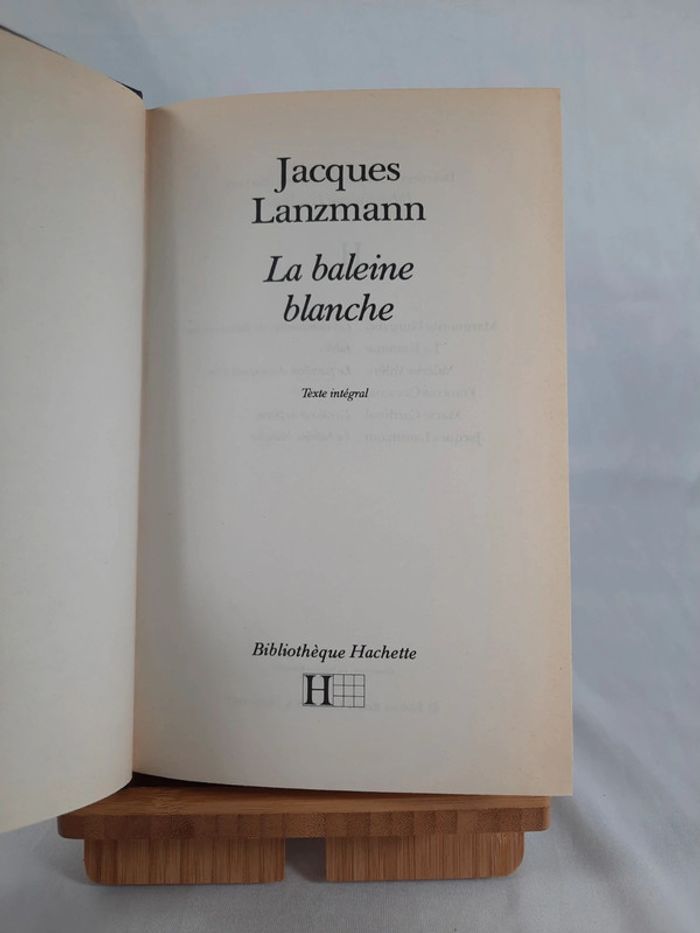 Jacques
Lanzmann
La baleine
blanche
Texte intégral
Bibliothèque Hachette
H